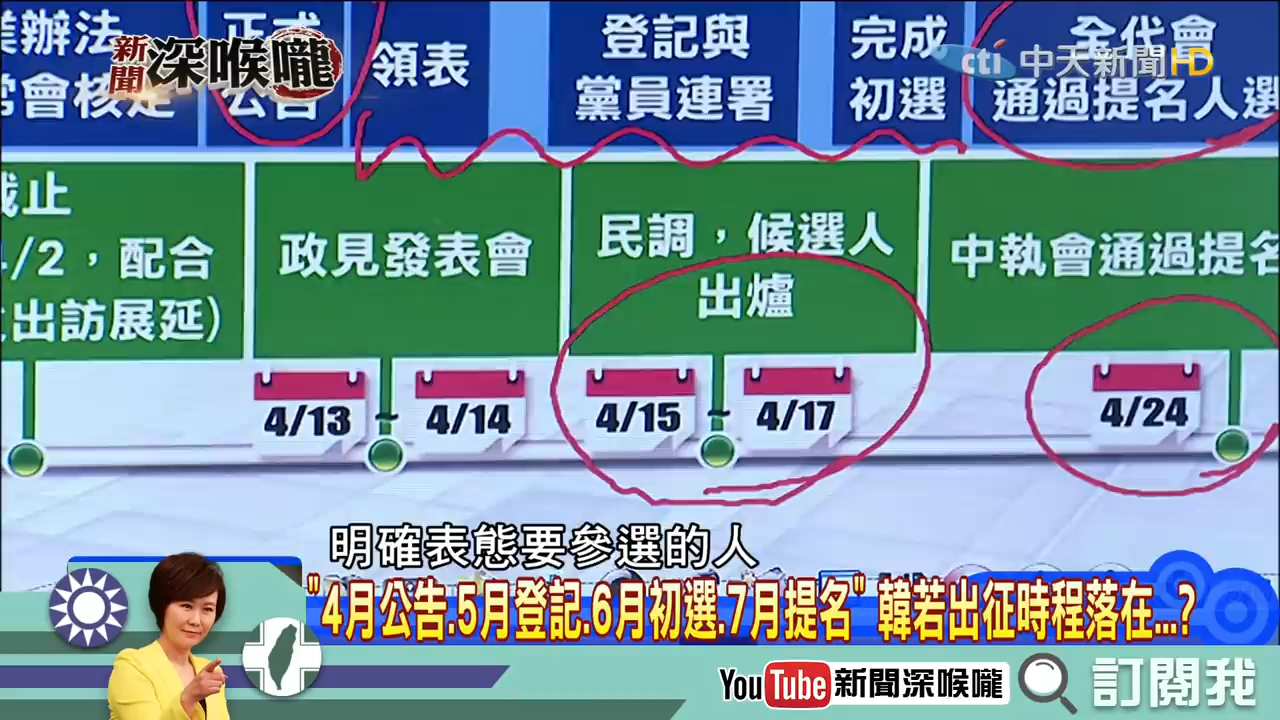 業辦法
常會核定
正式
公告
領表
登記與
黨員連署
完成
初選
全代會
通過提名人選
新聞深喉嚨
cti 中天新聞HD
截止
4/2，配合
出訪展延)
政見發表會
民調，候選人
出爐
中執會通過提名
4/13 ~ 4/14
4/15 ~ 4/17
4/24
明確表態要參選的人
"4月公告.5月登記.6月初選.7月提名" 韓若出征時程落在...?
YouTube 新聞深喉嚨
訂閱我